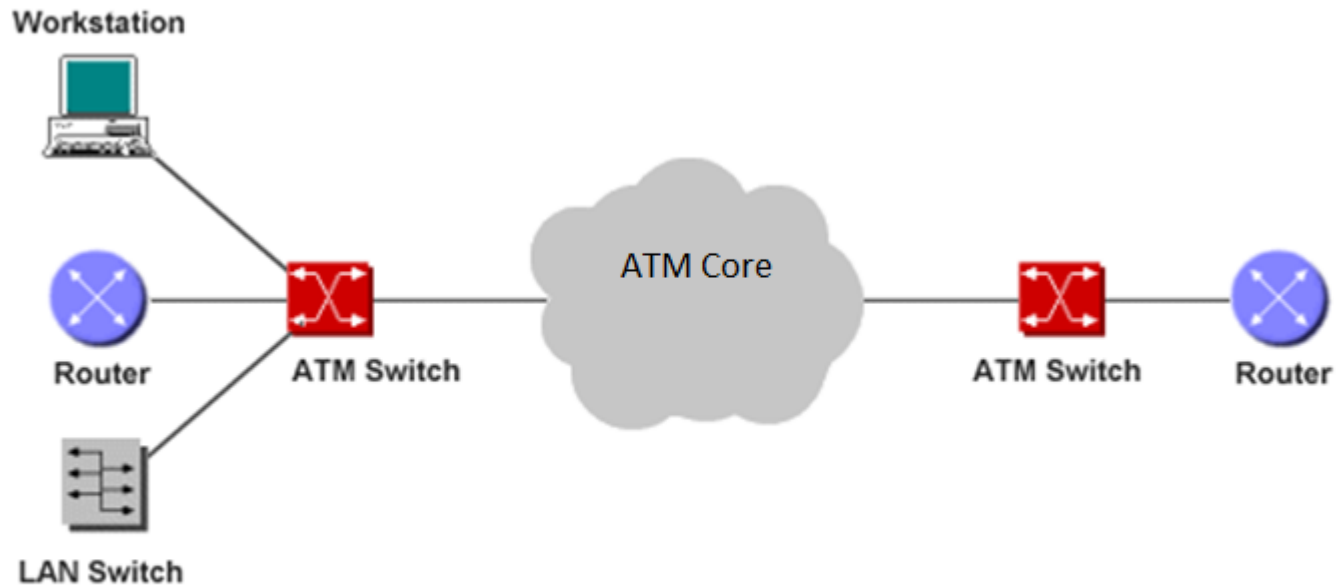 Workstation
ATM Core
Router
ATM Switch
ATM Switch
Router
LAN Switch